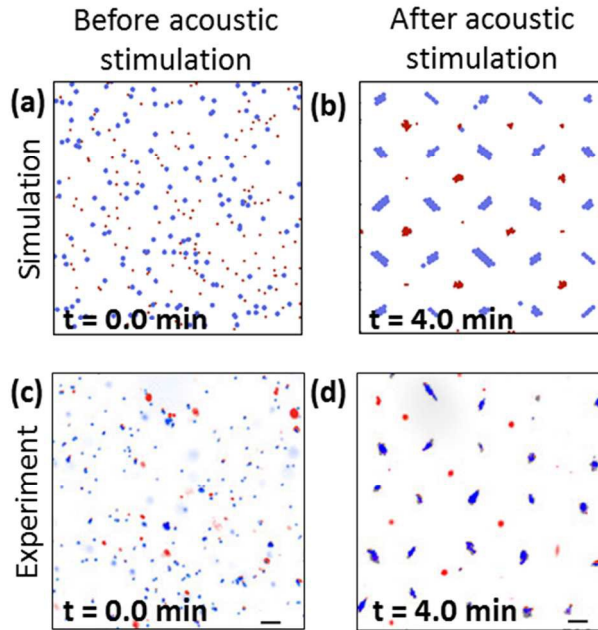 Before acoustic
stimulation
After acoustic
stimulation
(a)
(b)
Simulation
t = 0.0 min
t = 4.0 min
(c)
(d)
Experiment
t = 0.0 min
t = 4.0 min